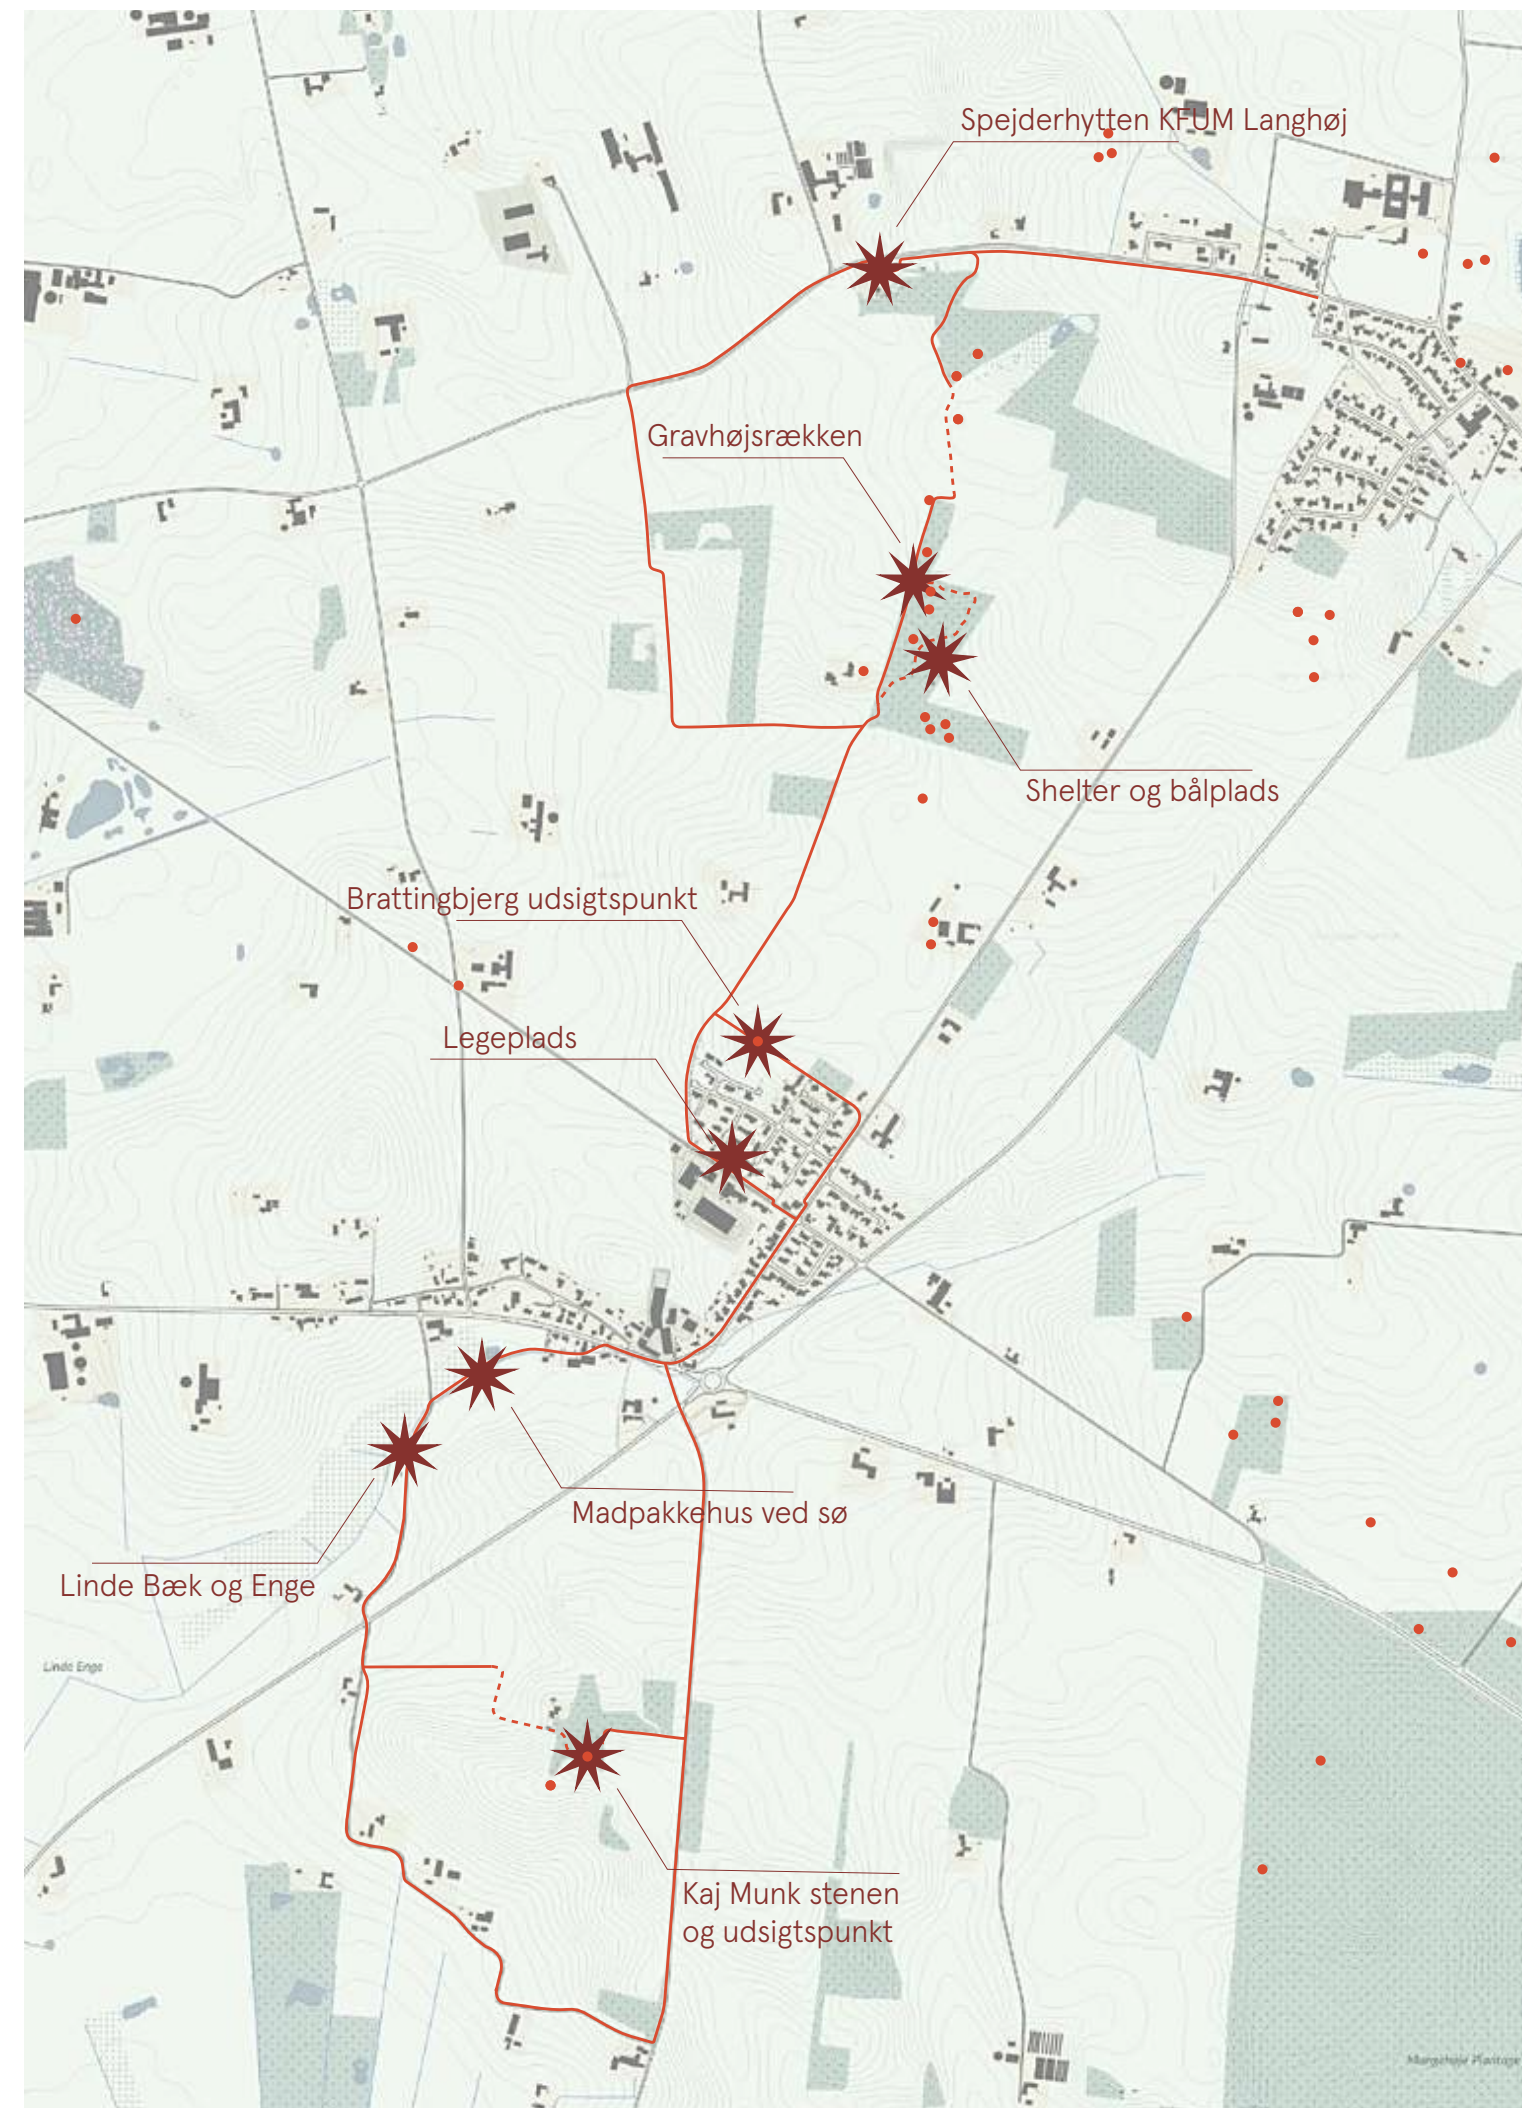 Spejderhytten KFUM Langhøj
Gravhøjsrækken
Shelter og bålplads
Brattingbjerg udsigtspunkt
Legeplads
Madpakkehus ved sø
Linde Bæk og Enge
Linde Enge
Kaj Munk stenen
og udsigtspunkt
Plantage